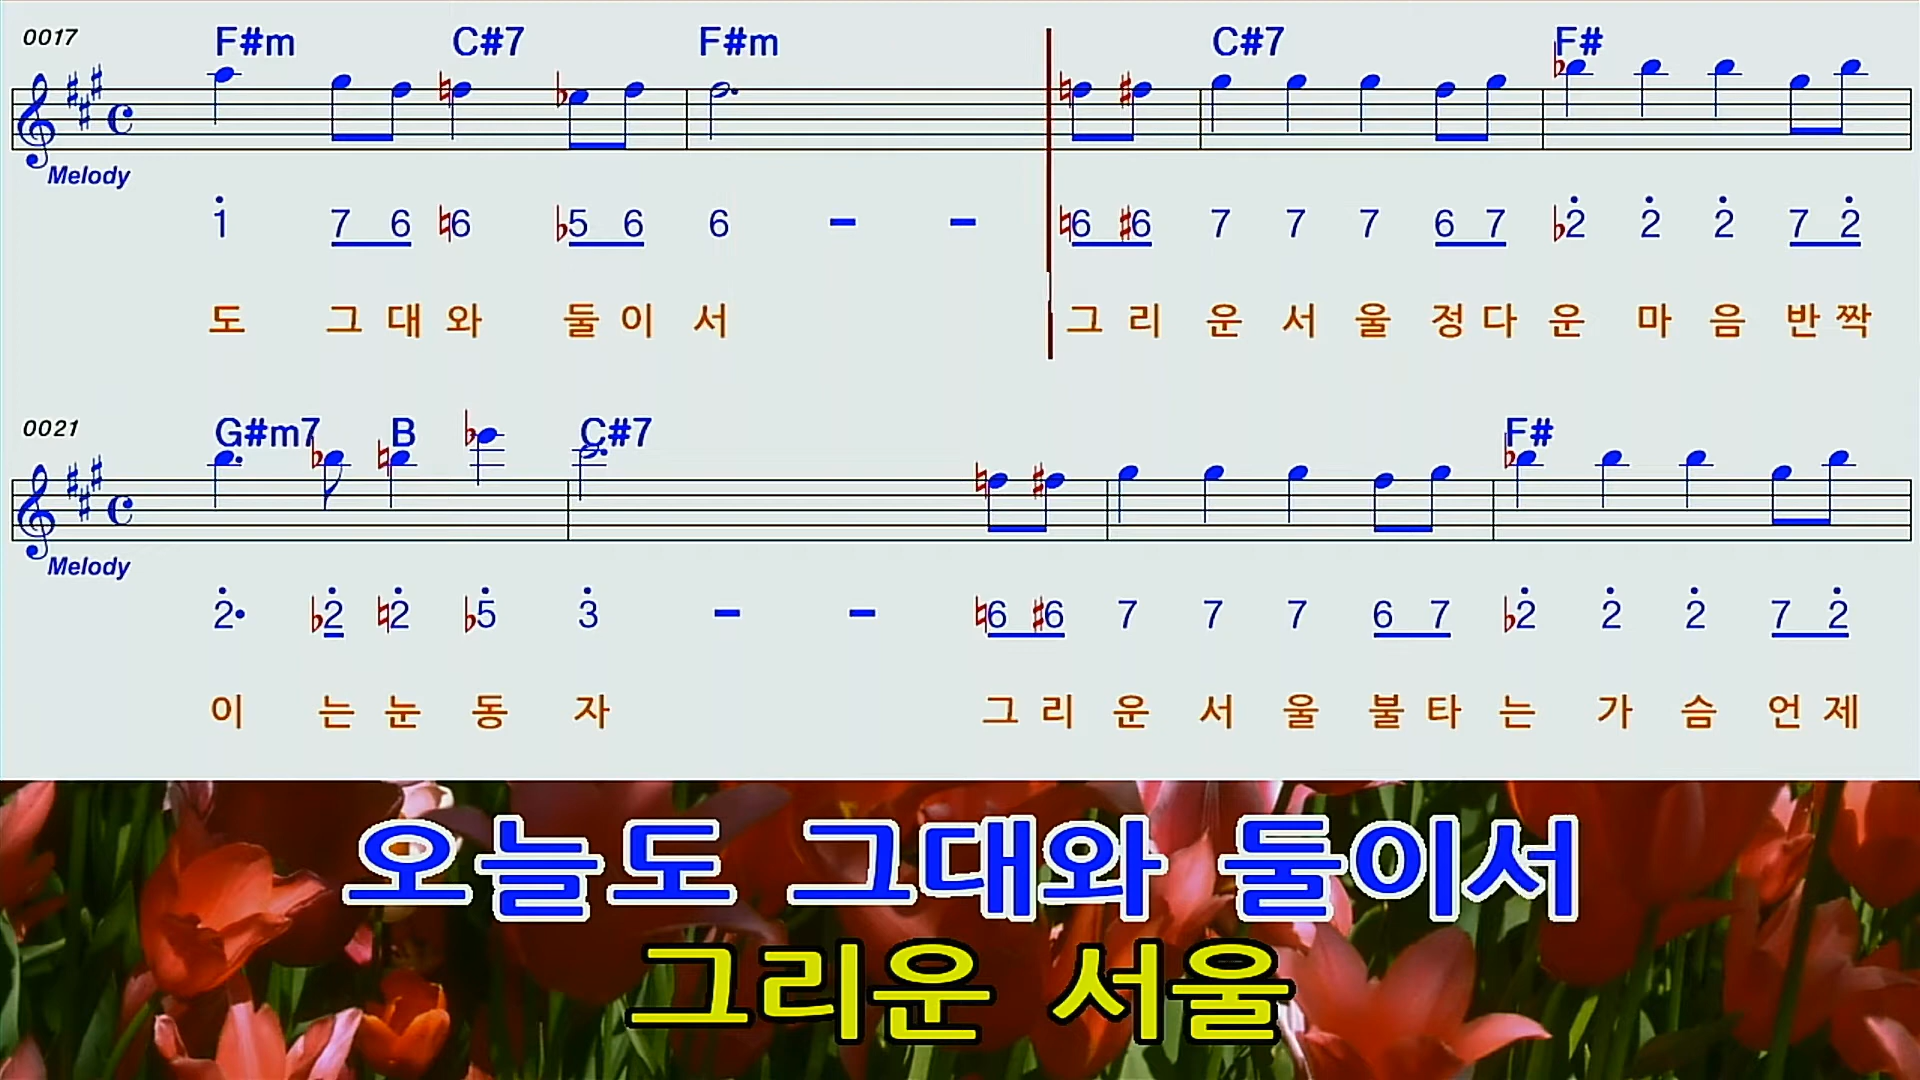 0017 F#m C#7 F#m C#7 F#
Melody
1 7 6 ♮6 ♭5 6 6 - - ♮6 ♯6 7 7 7 6 7 ♭2 2 2 7 2
도 그 대 와 둘 이 서 그 리 운 서 울 정 다 운 마 음 반 짝
0021 G#m7 B C#7 F#
Melody
2• ♭2 ♮2 ♭5 3 - - ♮6 ♯6 7 7 7 6 7 ♭2 2 2 7 2
이 는 눈 동 자 그 리 운 서 울 불 타 는 가 슴 언 제
오늘도 그대와 둘이서
그리운 서울